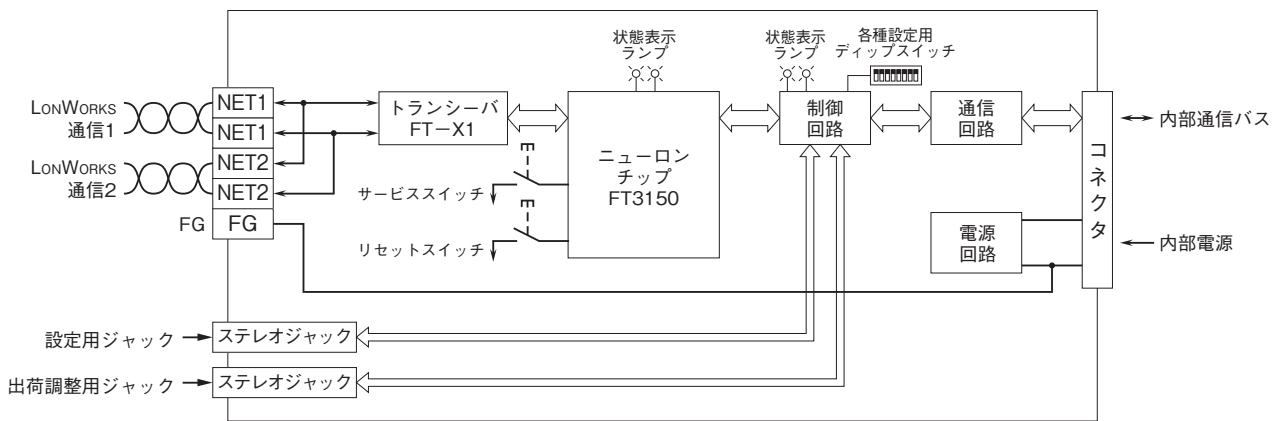 状態表示
ランプ
状態表示
ランプ
各種設定用
ディップスイッチ
LONWORKS
通信1
NET1
NET1
LONWORKS
通信2
NET2
NET2
FG
FG
トランシーバ
FT－X1
ニューロン
チップ
FT3150
制御
回路
通信
回路
コネクタ
内部通信バス
サービススイッチ
リセットスイッチ
電源
回路
内部電源
設定用ジャック
ステレオジャック
出荷調整用ジャック
ステレオジャック